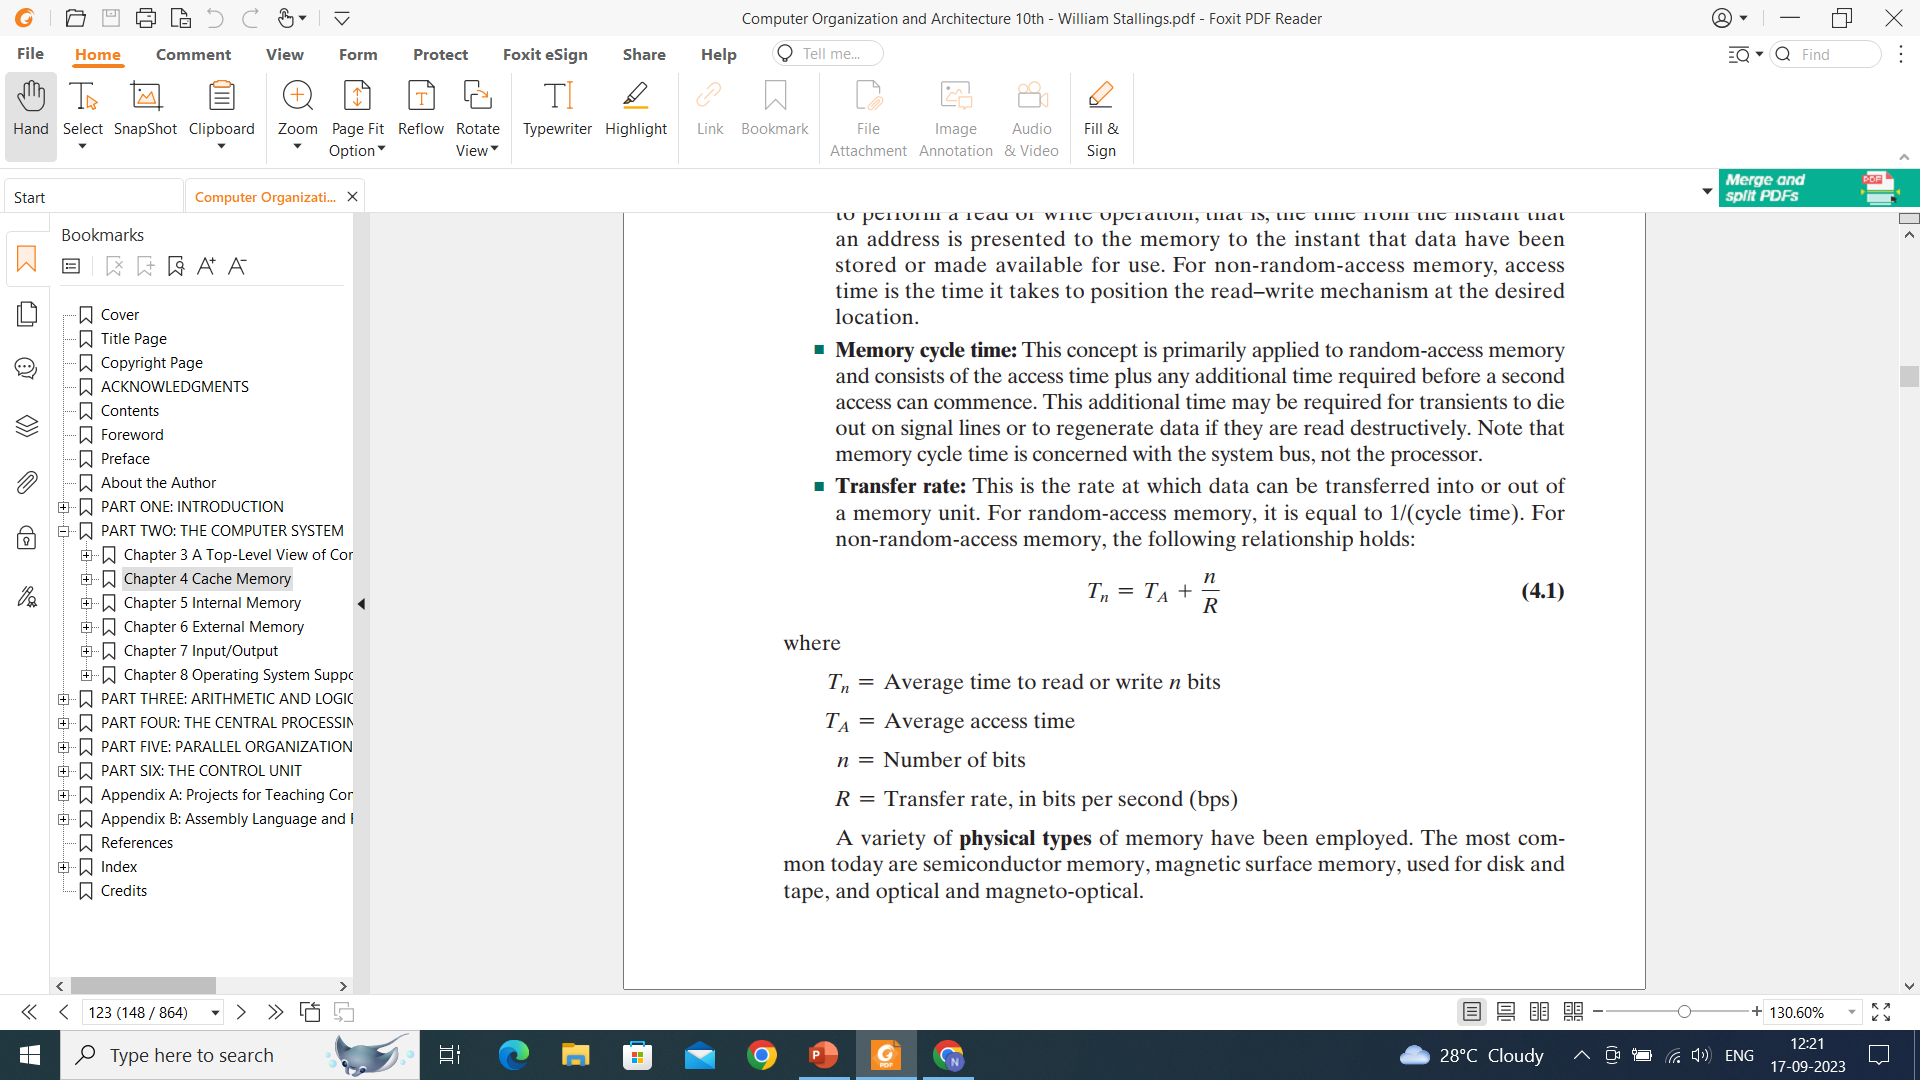 Computer Organization and Architecture 10th - William Stallings.pdf - Foxit PDF Reader
File Home Comment View Form Protect Foxit eSign Share Help Tell me... Find
Hand Select SnapShot Clipboard Zoom Page Fit Option Reflow Rotate View Typewriter Highlight Link Bookmark File Attachment Image Annotation Audio & Video Fill & Sign
Start Computer Organizati...
Merge and
split PDFs
PDF
Bookmarks
Cover
Title Page
Copyright Page
ACKNOWLEDGMENTS
Contents
Foreword
Preface
About the Author
PART ONE: INTRODUCTION
PART TWO: THE COMPUTER SYSTEM
Chapter 3 A Top-Level View of Cor
Chapter 4 Cache Memory
Chapter 5 Internal Memory
Chapter 6 External Memory
Chapter 7 Input/Output
Chapter 8 Operating System Suppo
PART THREE: ARITHMETIC AND LOGIC
PART FOUR: THE CENTRAL PROCESSIN
PART FIVE: PARALLEL ORGANIZATION
PART SIX: THE CONTROL UNIT
Appendix A: Projects for Teaching Con
Appendix B: Assembly Language and
References
Index
Credits
to perform a read or write operation, that is, the time from the instant that
an address is presented to the memory to the instant that data have been
stored or made available for use. For non-random-access memory, access
time is the time it takes to position the read–write mechanism at the desired
location.
■ Memory cycle time: This concept is primarily applied to random-access memory
and consists of the access time plus any additional time required before a second
access can commence. This additional time may be required for transients to die
out on signal lines or to regenerate data if they are read destructively. Note that
memory cycle time is concerned with the system bus, not the processor.
■ Transfer rate: This is the rate at which data can be transferred into or out of
a memory unit. For random-access memory, it is equal to 1/(cycle time). For
non-random-access memory, the following relationship holds:
Tn = TA + n/R (4.1)
where
Tn = Average time to read or write n bits
TA = Average access time
n = Number of bits
R = Transfer rate, in bits per second (bps)
A variety of physical types of memory have been employed. The most com-
mon today are semiconductor memory, magnetic surface memory, used for disk and
tape, and optical and magneto-optical.
123 (148 / 864)
130.60%
Type here to search
28°C Cloudy
ENG
12:21
17-09-2023